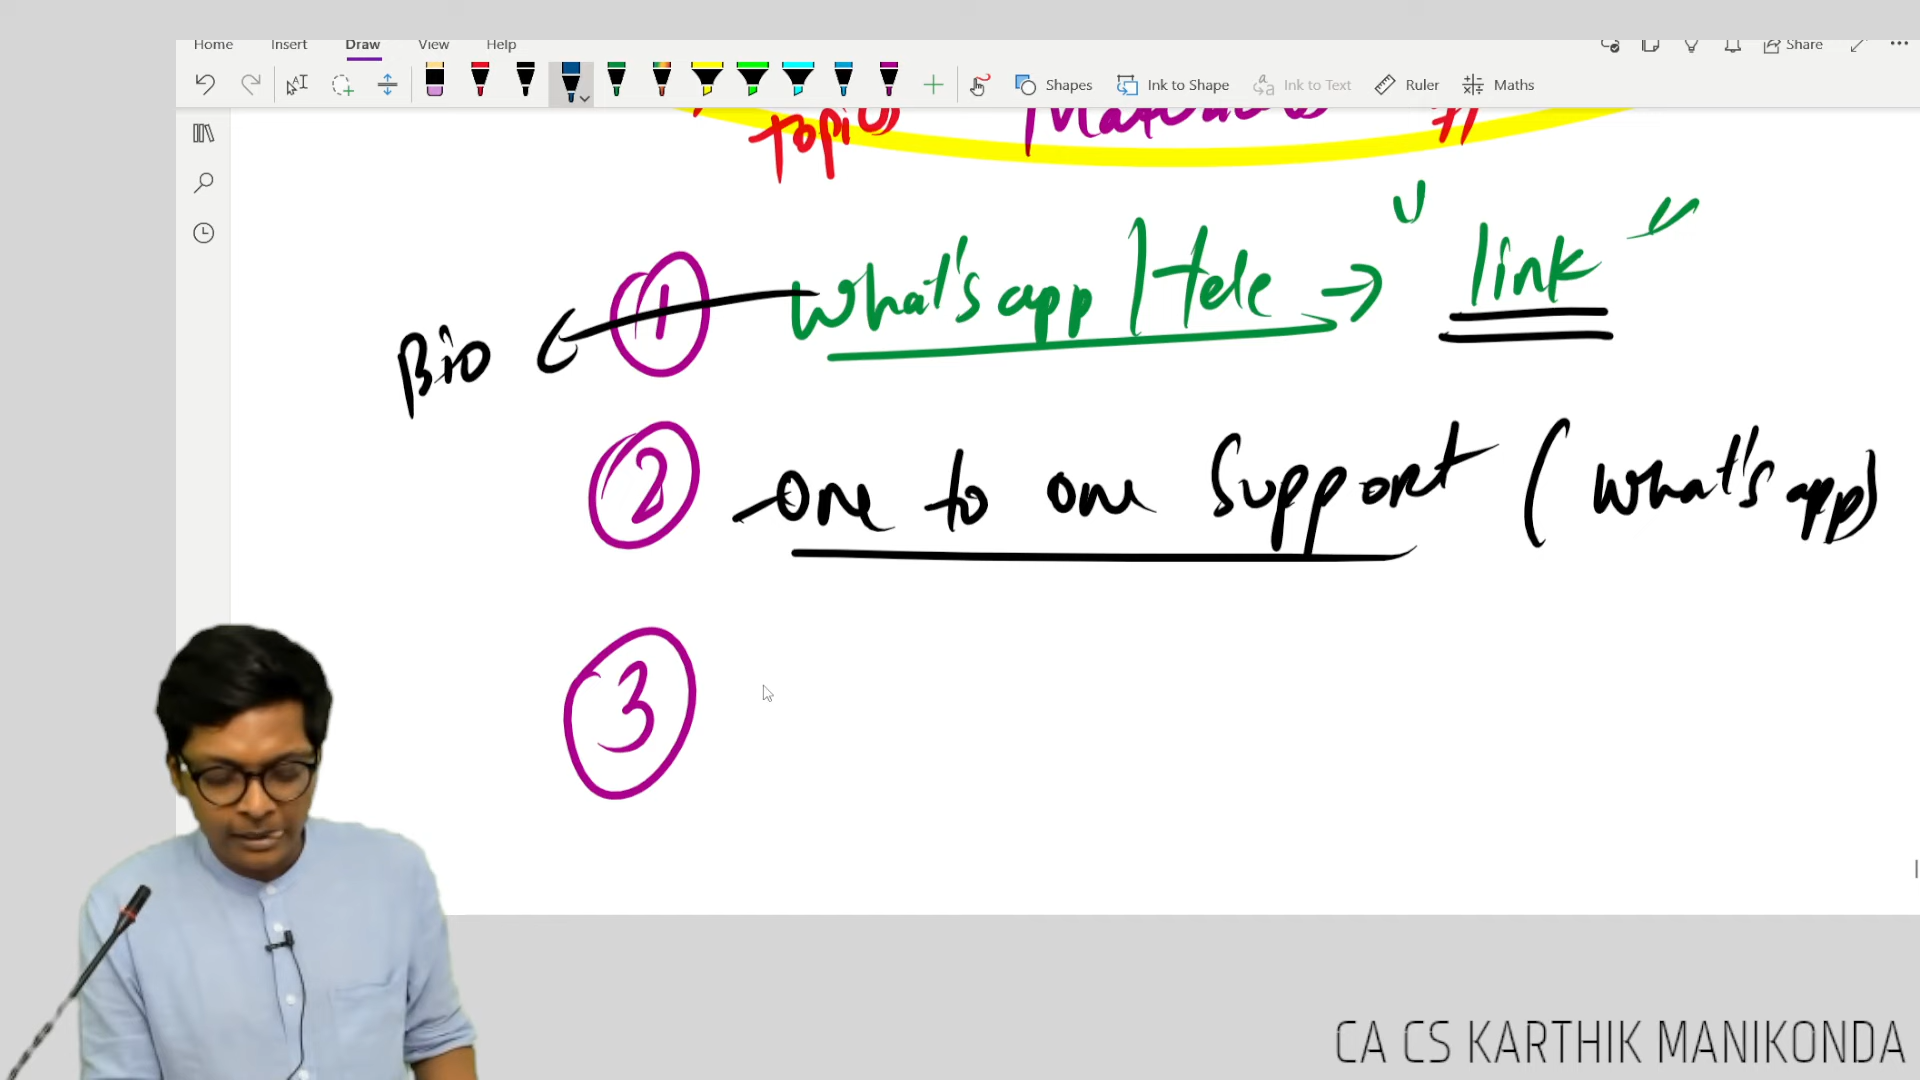 Home Insert Draw View Help Share
Shapes Ink to Shape Ink to Text Ruler Maths
topics
1 What's app | tele → link
Bio
2 one to one Support (What's app)
3
CA CS KARTHIK MANIKONDA